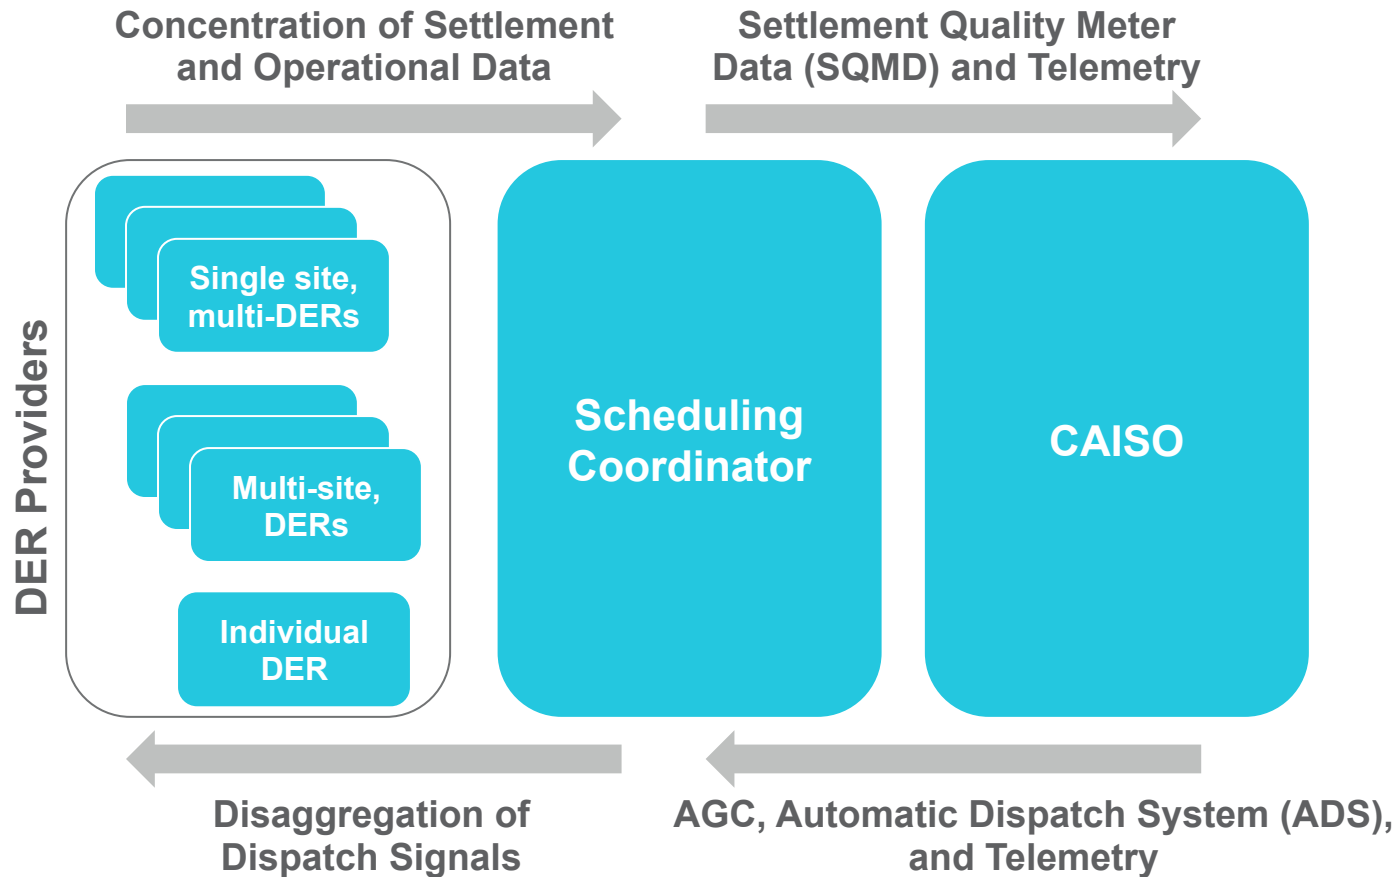 Concentration of Settlement
and Operational Data
Settlement Quality Meter
Data (SQMD) and Telemetry
DER Providers
Single site,
multi-DERs
Multi-site,
DERs
Individual
DER
Scheduling
Coordinator
CAISO
Disaggregation of
Dispatch Signals
AGC, Automatic Dispatch System (ADS),
and Telemetry